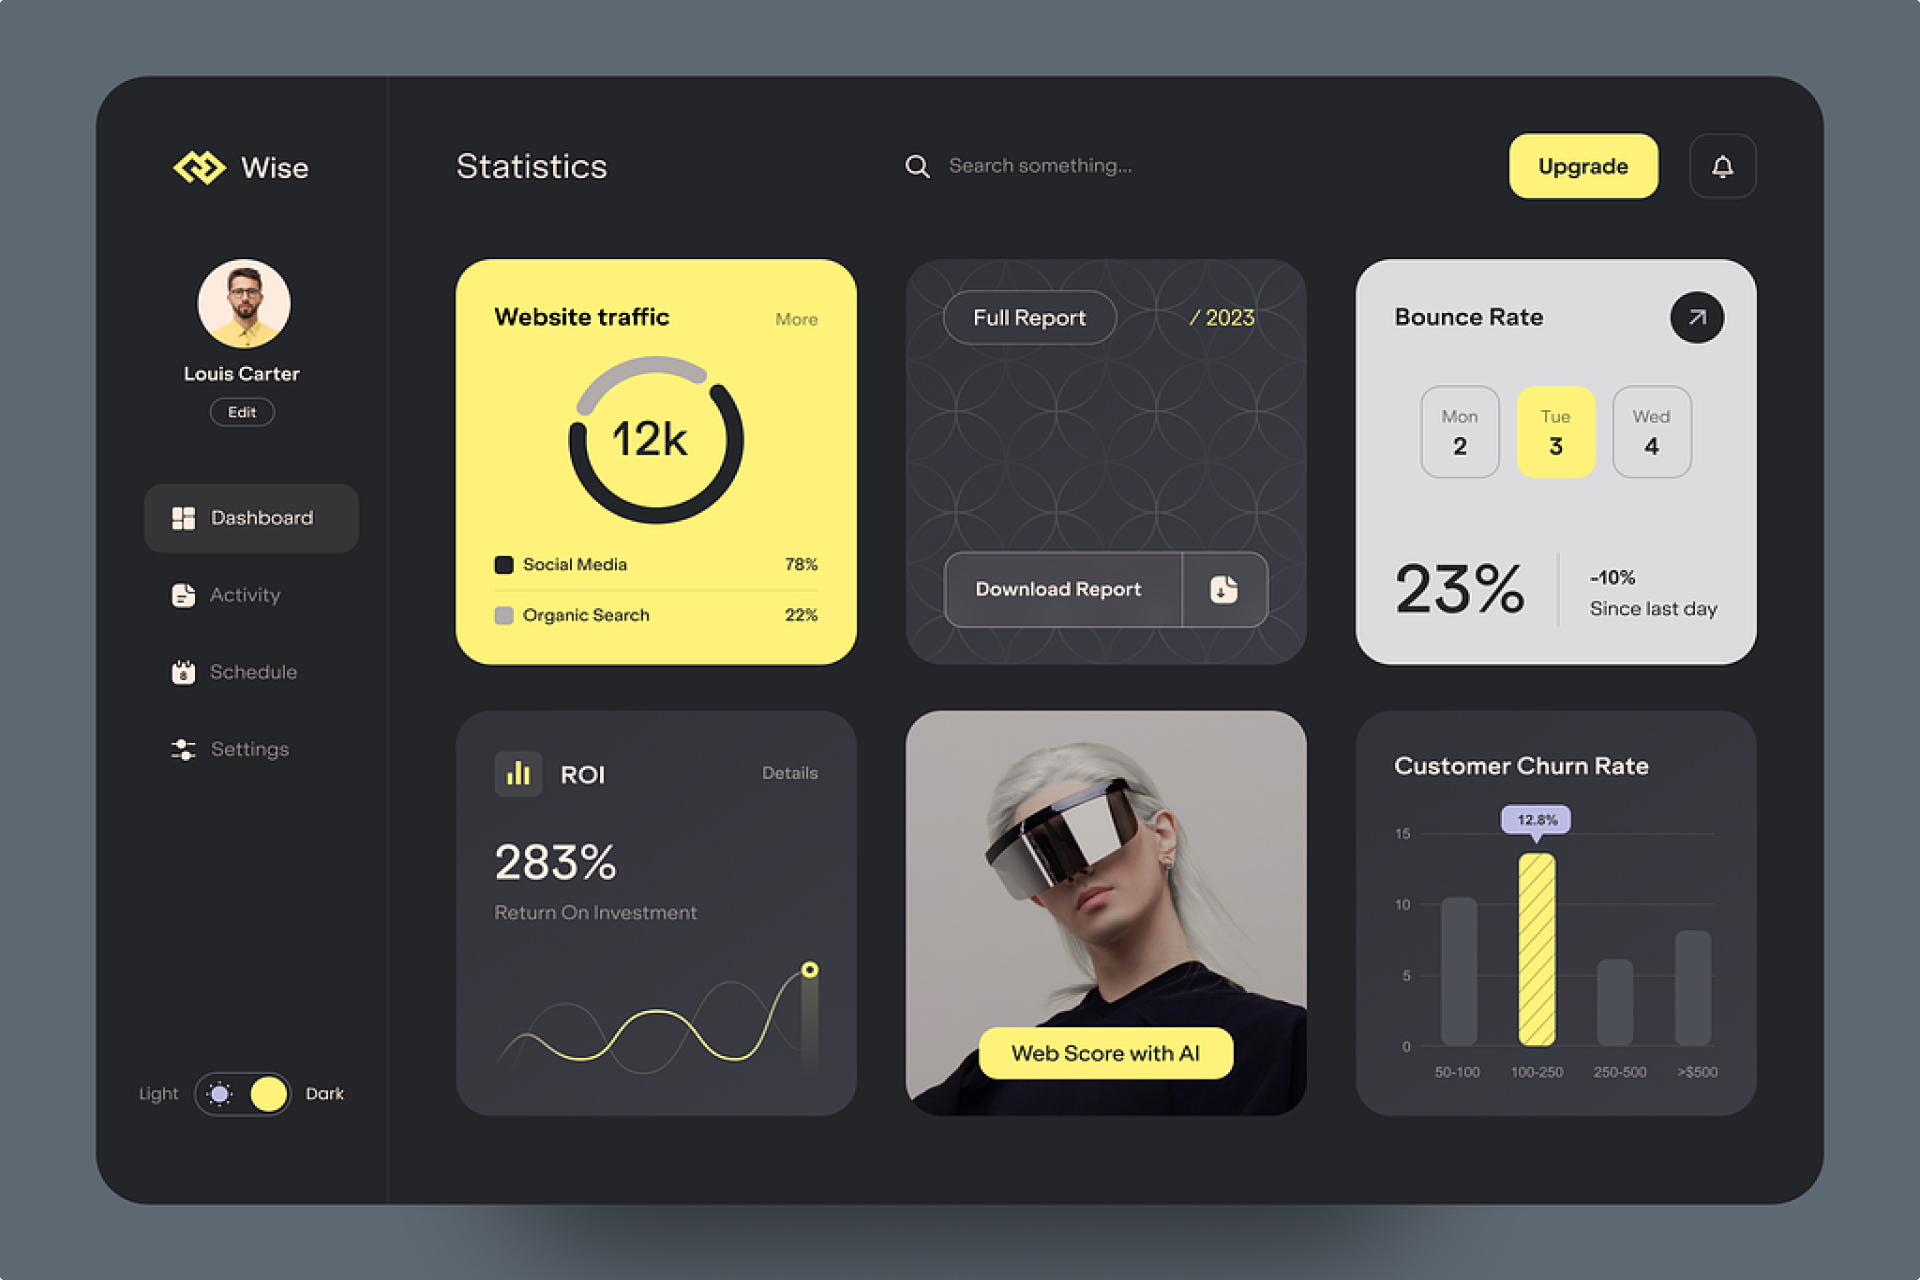 Wise
Statistics
Search something...
Upgrade
Louis Carter
Edit
Dashboard
Activity
8
Schedule
Settings
Light
Dark
Website traffic
More
12k
Social Media 78%
Organic Search 22%
Full Report
/ 2023
Download Report
Bounce Rate
Mon Tue Wed
2 3 4
23%
-10%
Since last day
ROI
Details
283%
Return On Investment
Web Score with AI
Customer Churn Rate
12.8%
15
10
5
0
50-100 100-250 250-500 >$500